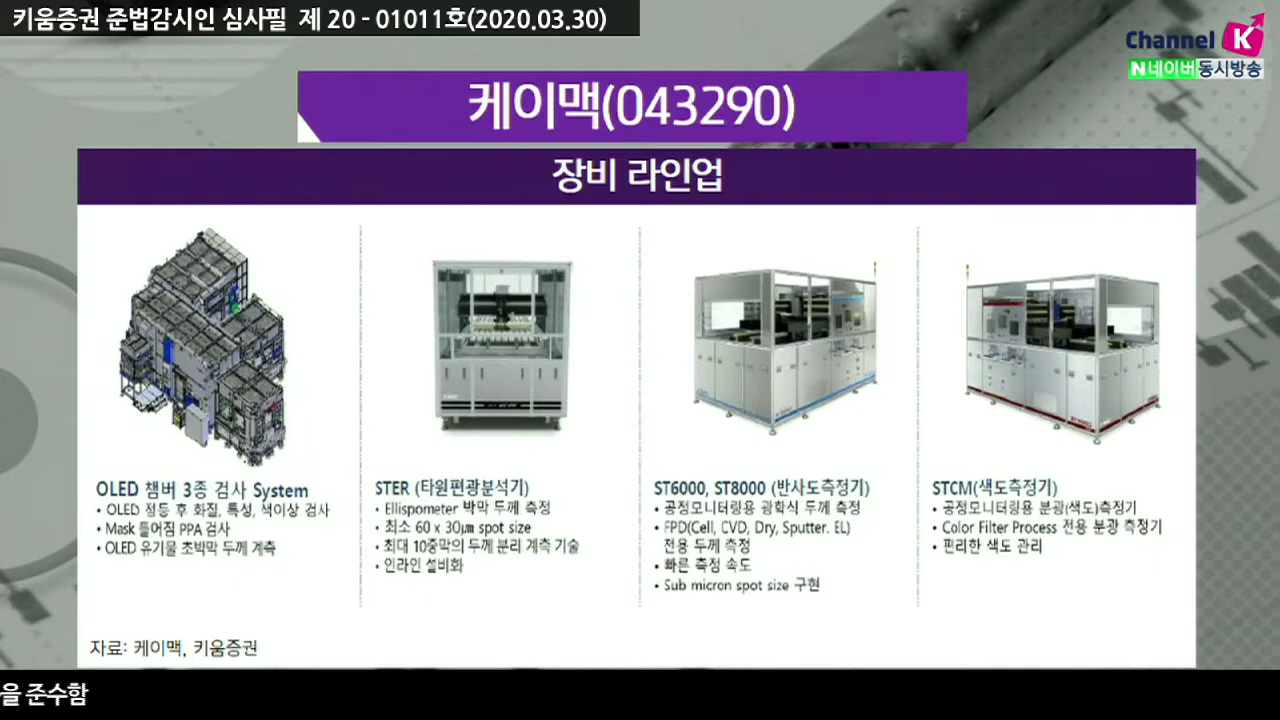 키움증권 준법감시인 심사필 제 20 - 01011호(2020.03.30)
Channel K
N 네이버 동시방송
케이맥(043290)
장비 라인업
OLED 챔버 3종 검사 System
• OLED 점등 후 화질, 특성, 색이상 검사
• Mask 틀어짐 PPA 검사
• OLED 유기물 초박막 두께 계측
STER (타원편광분석기)
• Ellispometer 박막 두께 측정
• 최소 60 x 30㎛ spot size
• 최대 10중막의 두께 분리 계측 기술
• 인라인 설비화
ST6000, ST8000 (반사도측정기)
• 공정모니터링용 광학식 두께 측정
• FPD(Cell, CVD, Dry, Sputter. EL)
전용 두께 측정
• 빠른 측정 속도
• Sub micron spot size 구현
STCM(색도측정기)
• 공정모니터링용 분광(색도)측정기
• Color Filter Process 전용 분광 측정기
• 편리한 색도 관리
자료: 케이맥, 키움증권
을 준수함